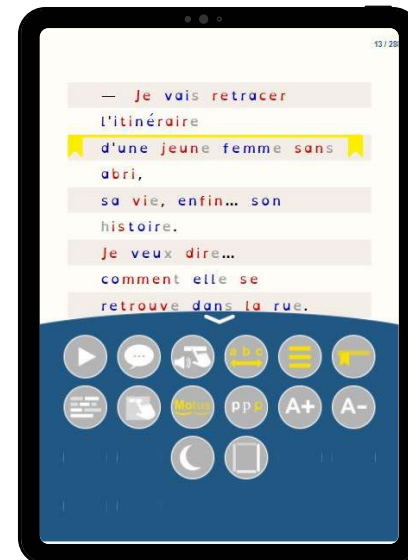 13 / 28
— Je vais retracer
l'itinéraire
d'une jeune femme sans
abri,
sa vie, enfin... son
histoire.
Je veux dire...
comment elle se
retrouve dans la rue.
abc
Motus
ppp A+ A-